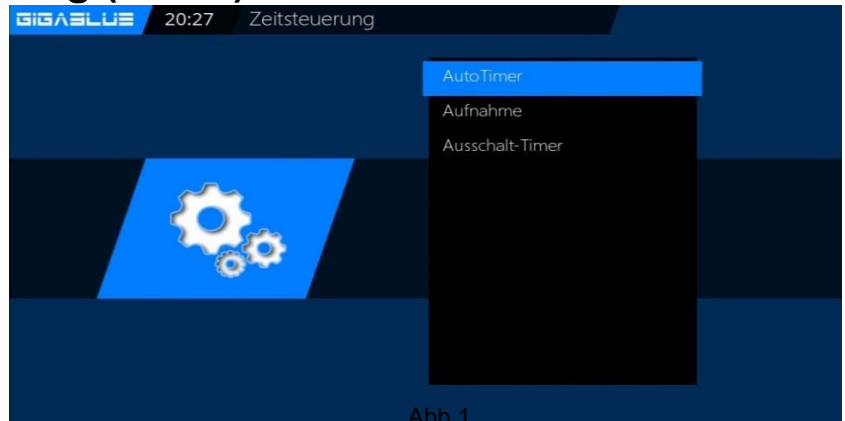 GIGABLUE 20:27 Zeitsteuerung
AutoTimer
Aufnahme
Ausschalt-Timer
Abb 1